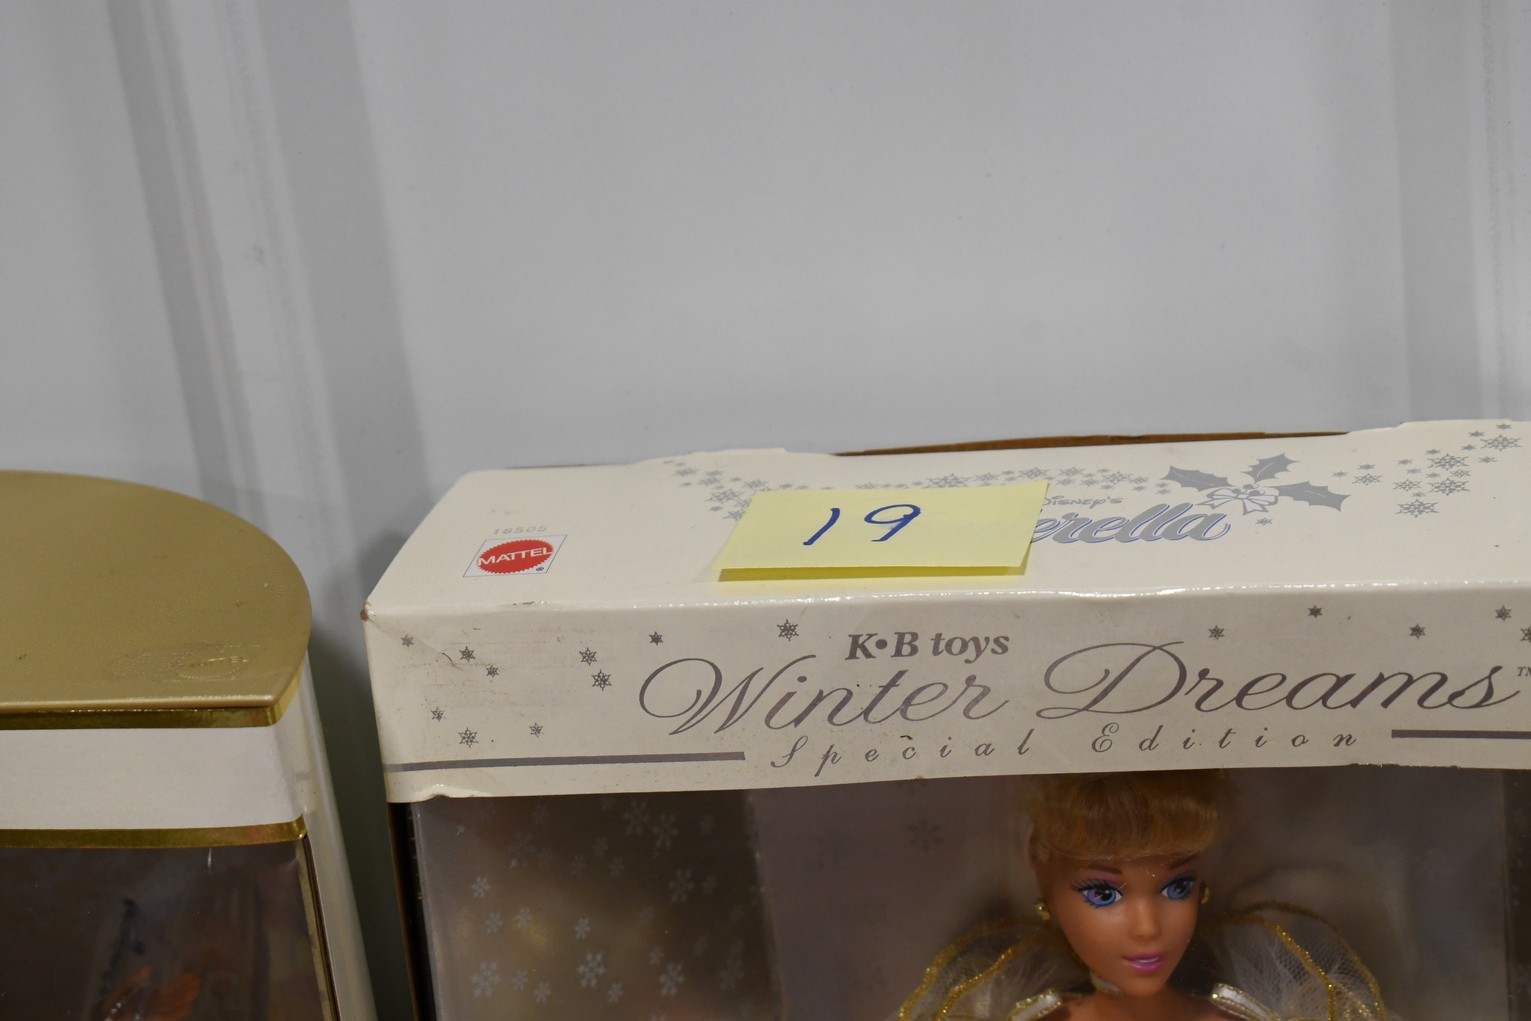 DISNEY'S
erella
19
18505
MATTEL
K•B toys
Winter Dreams™
Special Edition